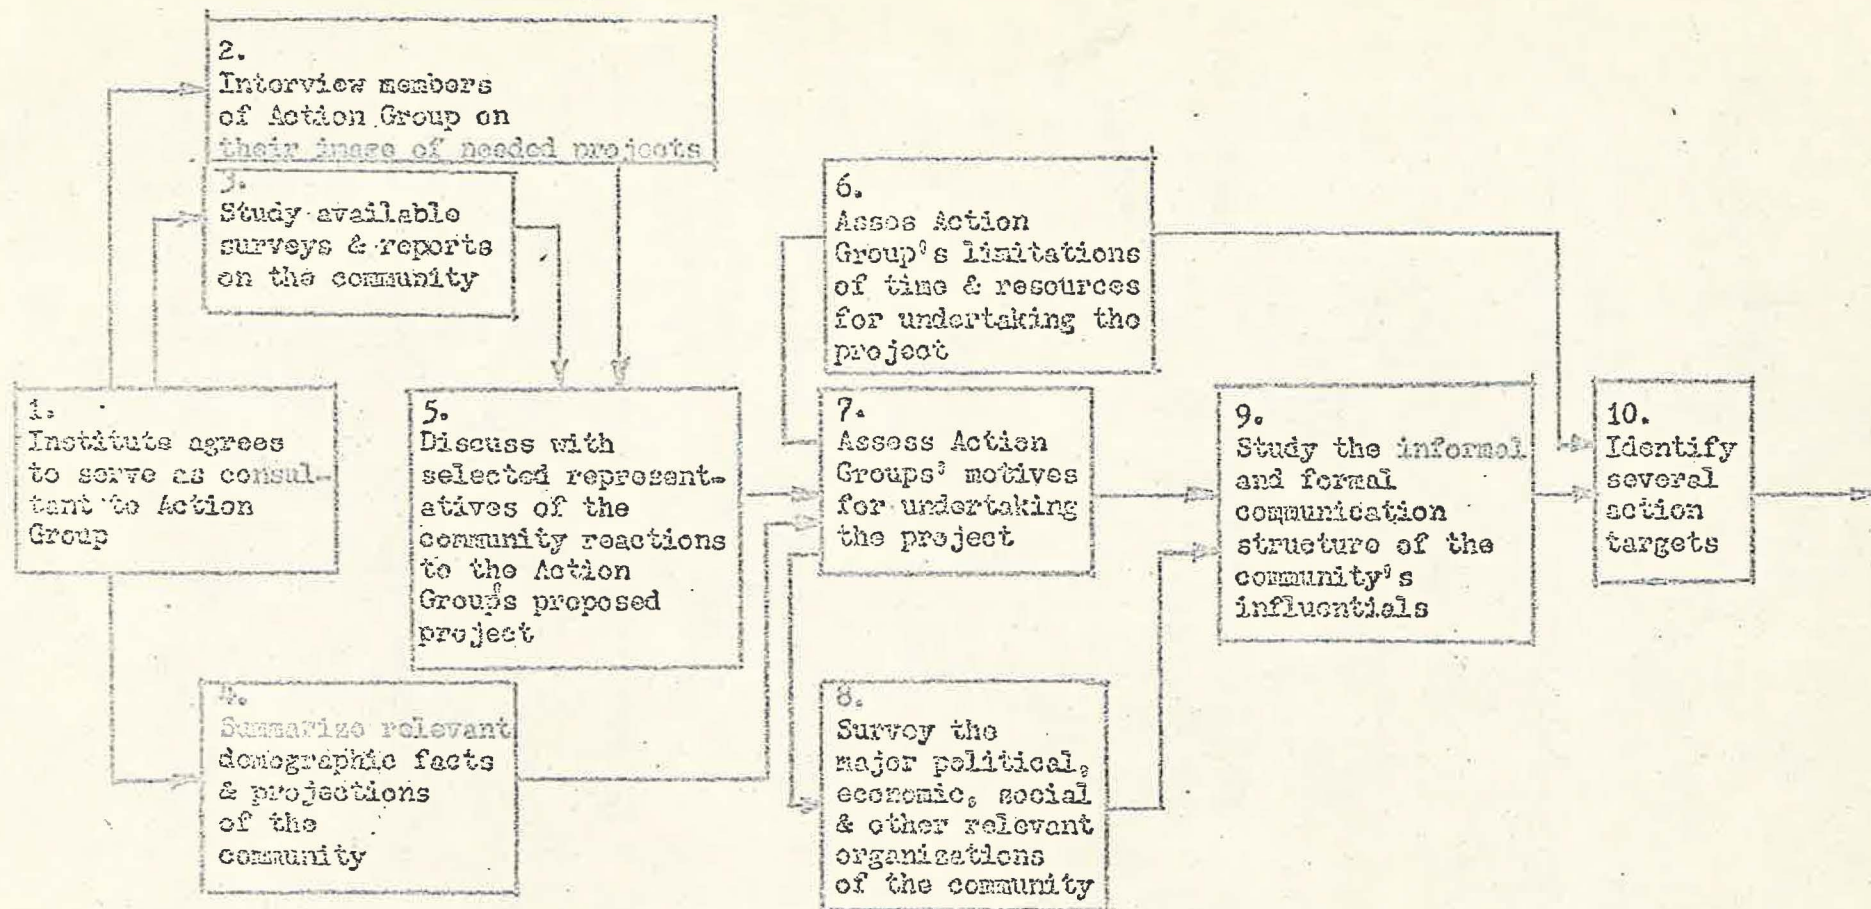 2.
Interview members
of Action Group on
their image of needed projects
3.
Study available
surveys & reports
on the community
1.
Institute agrees
to serve as consul-
tant to Action
Group
4.
Summarize relevant
demographic facts
& projections
of the
community
5.
Discuss with
selected represent-
atives of the
community reactions
to the Action
Group's proposed
project
6.
Asses Action
Group's limitations
of time & resources
for undertaking the
project
7.
Assess Action
Groups' motives
for undertaking
the project
8.
Survey the
major political,
economic, social
& other relevant
organizations
of the community
9.
Study the informal
and formal
communication
structure of the
community's
influentials
10.
Identify
several
action
targets